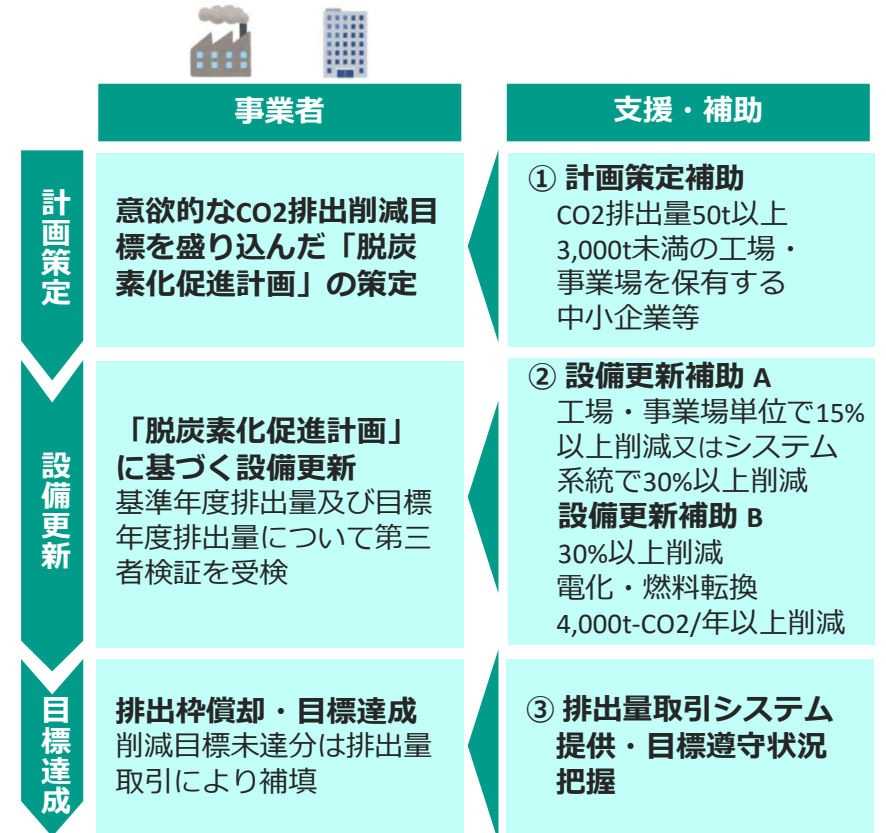 事業者
支援・補助
計画策定
意欲的なCO2排出削減目
標を盛り込んだ「脱炭
素化促進計画」の策定
① 計画策定補助
CO2排出量50t以上
3,000t未満の工場・
事業場を保有する
中小企業等
設備更新
「脱炭素化促進計画」
に基づく設備更新
基準年度排出量及び目標
年度排出量について第三
者検証を受検
② 設備更新補助 A
工場・事業場単位で15%
以上削減又はシステム
系統で30%以上削減
設備更新補助 B
30%以上削減
電化・燃料転換
4,000t-CO2/年以上削減
目標達成
排出枠償却・目標達成
削減目標未達分は排出量
取引により補填
③ 排出量取引システム
提供・目標遵守状況
把握